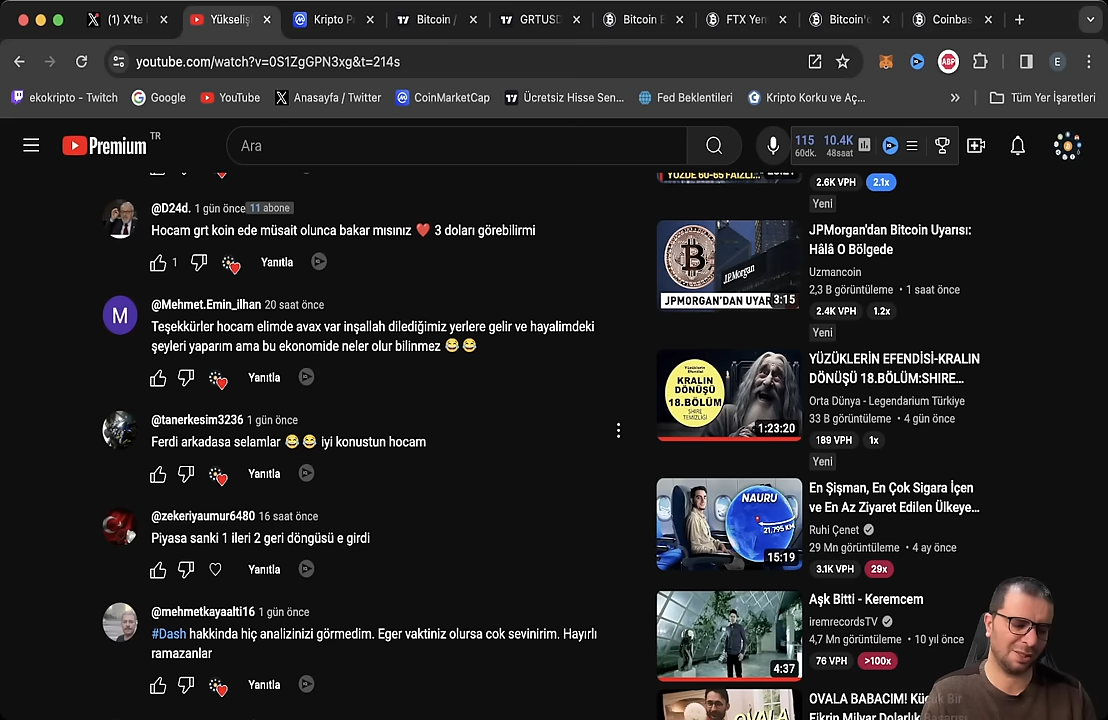 X'te l
Yükseliş
Kripto P
Bitcoin /
GRTUSD
Bitcoin E
FTX Yen
Bitcoin'd
Coinbas
youtube.com/watch?v=0S1ZgGPN3xg&t=214s
ABP
E
ekokripto - Twitch
Google
YouTube
Anasayfa / Twitter
CoinMarketCap
Ücretsiz Hisse Sen...
Fed Beklentileri
Kripto Korku ve Aç...
Tüm Yer İşaretleri
Premium TR
Ara
115 10.4K
60dk. 48saat
@D24d. 1 gün önce 11 abone
Hocam grt koin ede müsait olunca bakar mısınız ❤️ 3 doları görebilirmi
1 Yanıtla
M
@Mehmet.Emin_ilhan 20 saat önce
Teşekkürler hocam elimde avax var inşallah dilediğimiz yerlere gelir ve hayalimdeki
şeyleri yaparım ama bu ekonomide neler olur bilinmez 😂😂
Yanıtla
@tanerkesim3236 1 gün önce
Ferdi arkadasa selamlar 😂😂 iyi konustun hocam
Yanıtla
@zekeriyaumur6480 16 saat önce
Piyasa sanki 1 ileri 2 geri döngüsü e girdi
Yanıtla
@mehmetkayaalti16 1 gün önce
#Dash hakkinda hiç analizinizi görmedim. Eger vaktiniz olursa cok sevinirim. Hayırlı
ramazanlar
Yanıtla
YÜZDE 60-65 FAİZLİ...
2.6K VPH 2.1x
Yeni
JPMorgan
JPMORGAN'DAN UYAR
3:15
JPMorgan'dan Bitcoin Uyarısı:
Hâlâ O Bölgede
Uzmancoin
2,3 B görüntüleme • 1 saat önce
2.4K VPH 1.2x
Yeni
Yüzüklerin Efendisi
KRALIN
DÖNÜŞÜ
18.BÖLÜM
SHIRE
TEMİZLİĞİ
1:23:20
YÜZÜKLERİN EFENDİSİ-KRALIN
DÖNÜŞÜ 18.BÖLÜM:SHIRE...
Orta Dünya - Legendarium Türkiye
33 B görüntüleme • 4 gün önce
189 VPH 1x
Yeni
NAURU
21,795 KM
15:19
En Şişman, En Çok Sigara İçen
ve En Az Ziyaret Edilen Ülkeye...
Ruhi Çenet
29 Mn görüntüleme • 4 ay önce
3.1K VPH 29x
4:37
Aşk Bitti - Keremcem
iremrecordsTV
4,7 Mn görüntüleme • 10 yıl önce
76 VPH >100x
OVALA
OVALA BABACIM! Küçük Bir
Fikrin Milyar Dolarlık